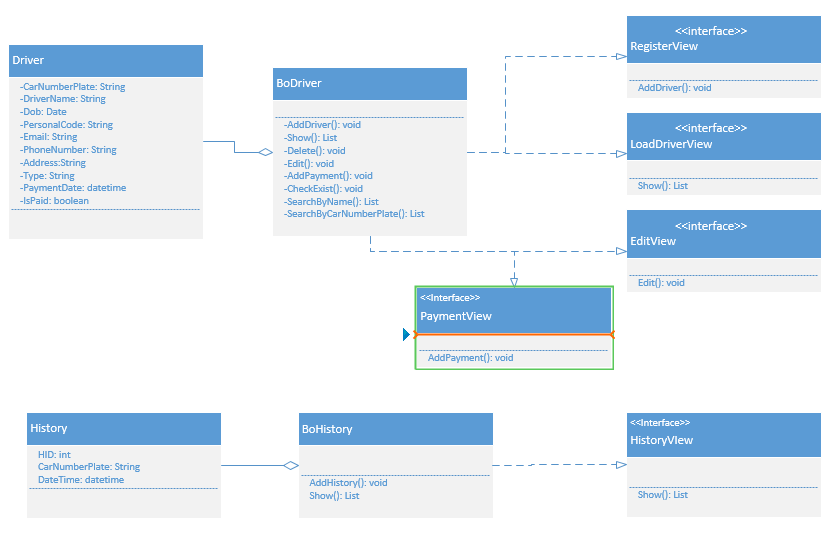 Driver
-CarNumberPlate: String
-DriverName: String
-Dob: Date
-PersonalCode: String
-Email: String
-PhoneNumber: String
-Address:String
-Type: String
-PaymentDate: datetime
-IsPaid: boolean
BoDriver
-AddDriver(): void
-Show(): List
-Delete(): void
-Edit(): void
-AddPayment(): void
-CheckExist(): void
-SearchByName(): List
-SearchByCarNumberPlate(): List
<<interface>>
RegisterView
AddDriver(): void
<<interface>>
LoadDriverView
Show(): List
<<interface>>
EditView
Edit(): void
<<Interface>>
PaymentView
AddPayment(): void
History
HID: int
CarNumberPlate: String
DateTime: datetime
BoHistory
AddHistory(): void
Show(): List
<<Interface>>
HistoryVIew
Show(): List